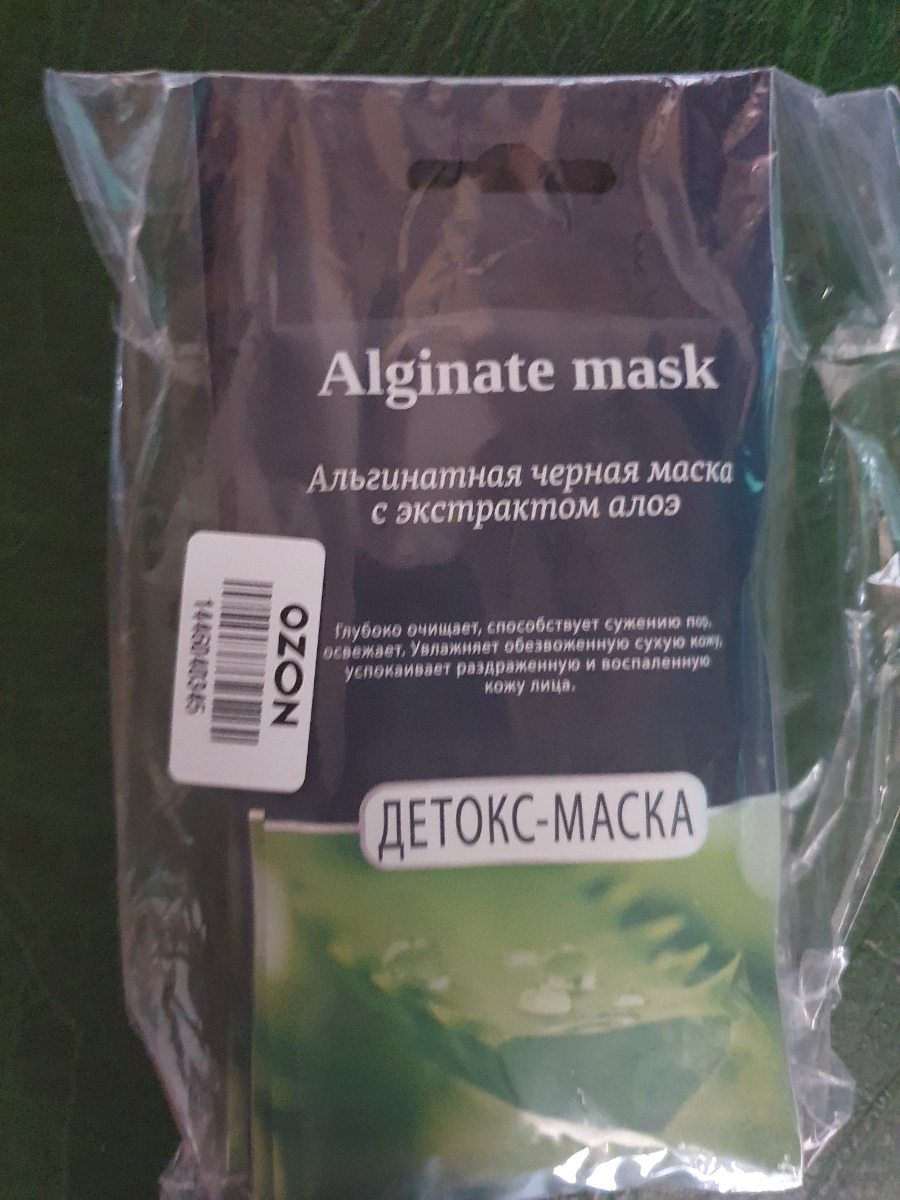 Alginate mask
Альгинатная черная маска
с экстрактом алоэ
OZON
14460140345
Глубоко очищает, способствует сужению пор.
освежает. Увлажняет обезвоженную сухую кожу,
успокаивает раздраженную и воспаленную
кожу лица.
ДЕТОКС-МАСКА